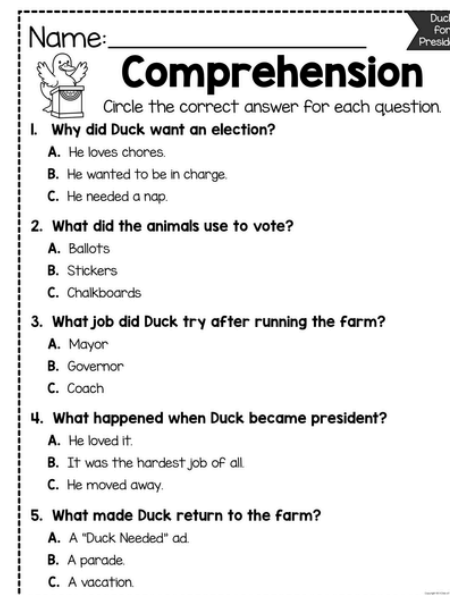 Duck
for
Presid
Name:
Comprehension
Circle the correct answer for each question.
1. Why did Duck want an election?
A. He loves chores.
B. He wanted to be in charge.
C. He needed a nap.
2. What did the animals use to vote?
A. Ballots
B. Stickers
C. Chalkboards
3. What job did Duck try after running the farm?
A. Mayor
B. Governor
C. Coach
4. What happened when Duck became president?
A. He loved it.
B. It was the hardest job of all.
C. He moved away.
5. What made Duck return to the farm?
A. A "Duck Needed" ad.
B. A parade.
C. A vacation.